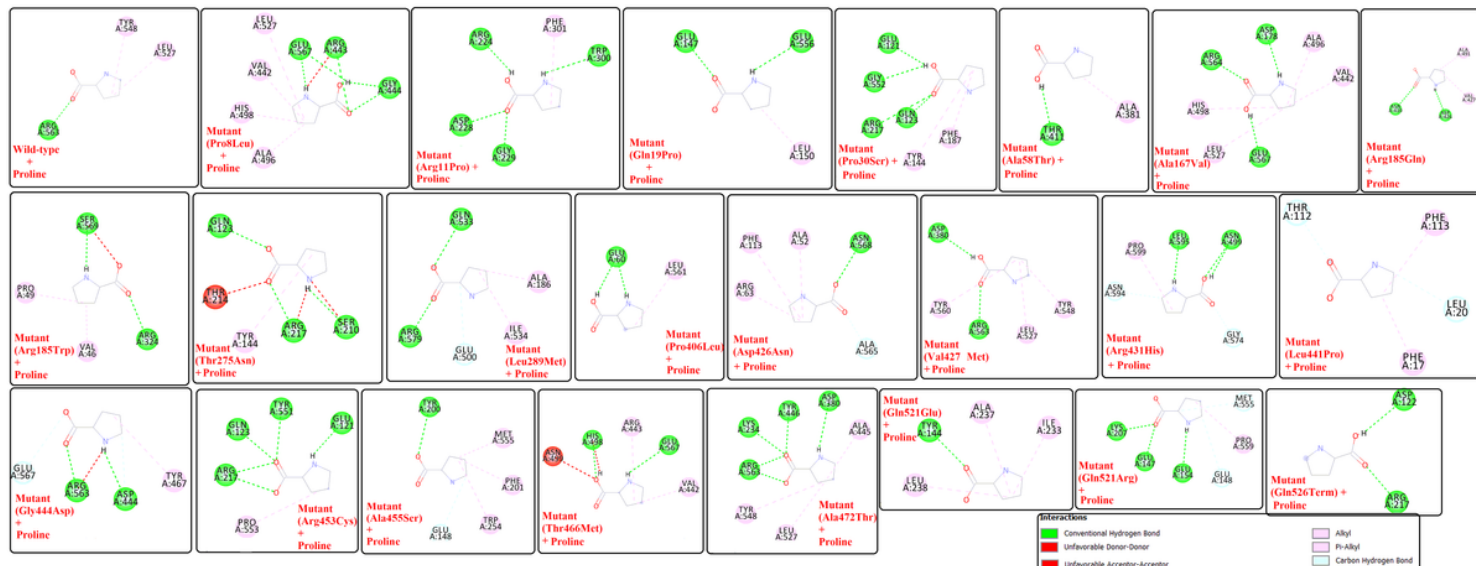 TYR
A:548
LEU
A:527
ARG
A:563
Wild-type
+
Proline
LEU
A:527
GLU
A:567
ARG
A:443
VAL
A:442
GLY
A:444
HIS
A:498
ALA
A:496
Mutant
(Pro8Leu)
+
Proline
H
N
O
ARG
A:224
PHE
A:301
TRP
A:300
ASP
A:228
GLY
A:229
Mutant
(Arg11Pro) +
Proline
GLU
A:147
GLU
A:556
LEU
A:150
Mutant
(Gln19Pro)
+
Proline
GLU
A:121
GLY
A:552
ARG
A:217
GLN
A:123
PHE
A:187
TYR
A:144
Mutant
(Pro30Ser) +
Proline
THR
A:411
ALA
A:381
Mutant
(Ala58Thr) +
Proline
ASP
A:178
ALA
A:496
ARG
A:564
VAL
A:442
HIS
A:498
LEU
A:527
GLU
A:567
Mutant
(Ala167Val)
+
Proline
Mutant
(Arg185Gln)
+
Proline
SER
A:569
PRO
A:49
VAL
A:46
ARG
A:324
Mutant
(Arg185Trp)
+
Proline
GLN
A:123
THR
A:214
TYR
A:144
ARG
A:217
SER
A:210
Mutant
(Thr275Asn)
+ Proline
GLN
A:533
ALA
A:186
ILE
A:534
ARG
A:579
GLU
A:500
Mutant
(Leu289Met)
+ Proline
GLU
A:60
LEU
A:561
Mutant
(Pro406Leu)
+
Proline
PHE
A:113
ALA
A:52
ASN
A:568
ARG
A:63
ALA
A:565
Mutant
(Asp426Asn)
+ Proline
ASP
A:380
TYR
A:560
ARG
A:563
LEU
A:527
TYR
A:548
Mutant
(Val427 Met)
+ Proline
PRO
A:599
LEU
A:595
ASN
A:499
ASN
A:594
GLY
A:574
Mutant
(Arg431His)
+ Proline
THR
A:112
PHE
A:113
LEU
A:20
PHE
A:17
Mutant
(Leu441Pro)
+ Proline
GLU
A:567
ARG
A:563
ASP
A:444
TYR
A:467
Mutant
(Gly444Asp)
+
Proline
GLN
A:123
TYR
A:551
GLU
A:121
ARG
A:217
PRO
A:553
Mutant
(Arg453Cys)
+
Proline
TYR
A:200
MET
A:555
PHE
A:201
TRP
A:254
GLU
A:148
Mutant
(Ala455Ser)
+
Proline
HIS
A:498
ARG
A:443
GLU
A:567
VAL
A:442
Mutant
(Thr466Met)
+
Proline
LYS
A:234
TYR
A:446
ASP
A:380
ALA
A:445
ARG
A:563
TYR
A:548
LEU
A:527
Mutant
(Ala472Thr)
+
Proline
Mutant
(Gln521Glu)
+
Proline
TYR
A:144
ALA
A:237
ILE
A:233
LEU
A:238
LYS
A:207
GLU
A:147
GLU
A:154
GLU
A:148
MET
A:555
PRO
A:559
Mutant
(Gln521Arg)
+
Proline
ASP
A:122
ARG
A:217
Mutant
(Gln526Term) +
Proline
Interactions
Conventional Hydrogen Bond
Unfavorable Donor-Donor
Unfavorable Acceptor-Acceptor
Alkyl
Pi-Alkyl
Carbon Hydrogen Bond